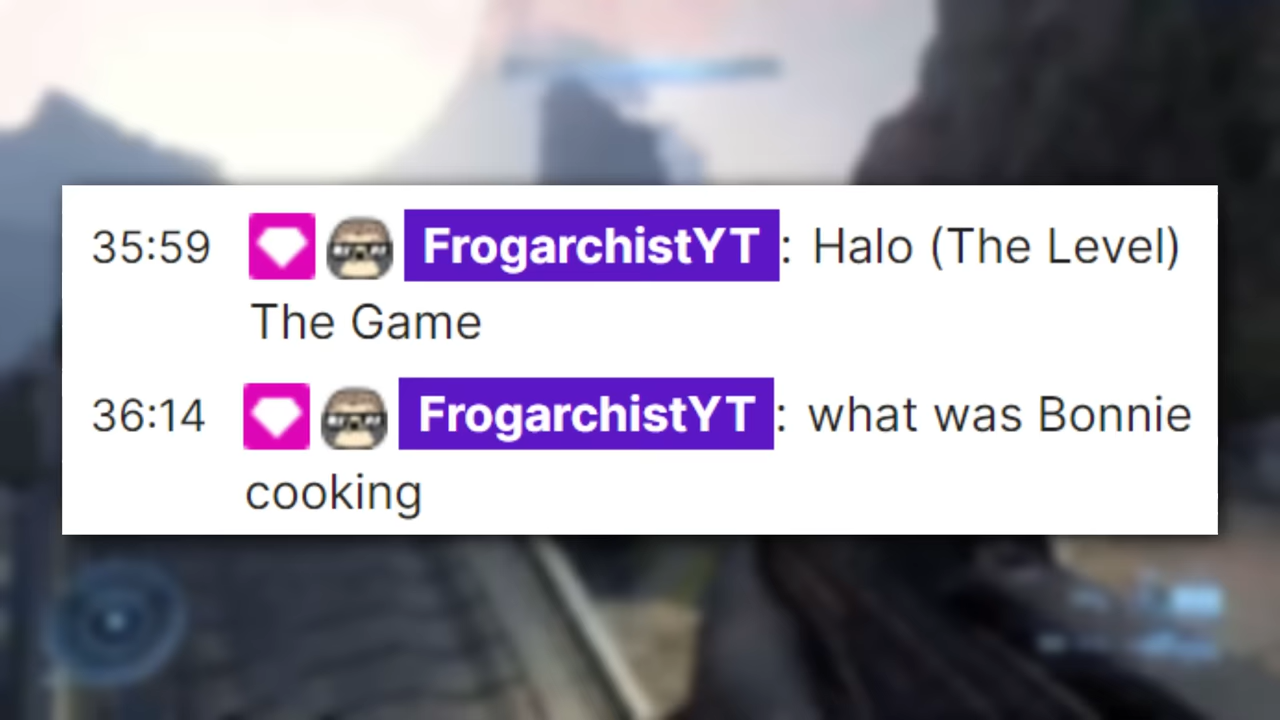 35:59 FrogarchistYT: Halo (The Level)
The Game
36:14 FrogarchistYT: what was Bonnie
cooking